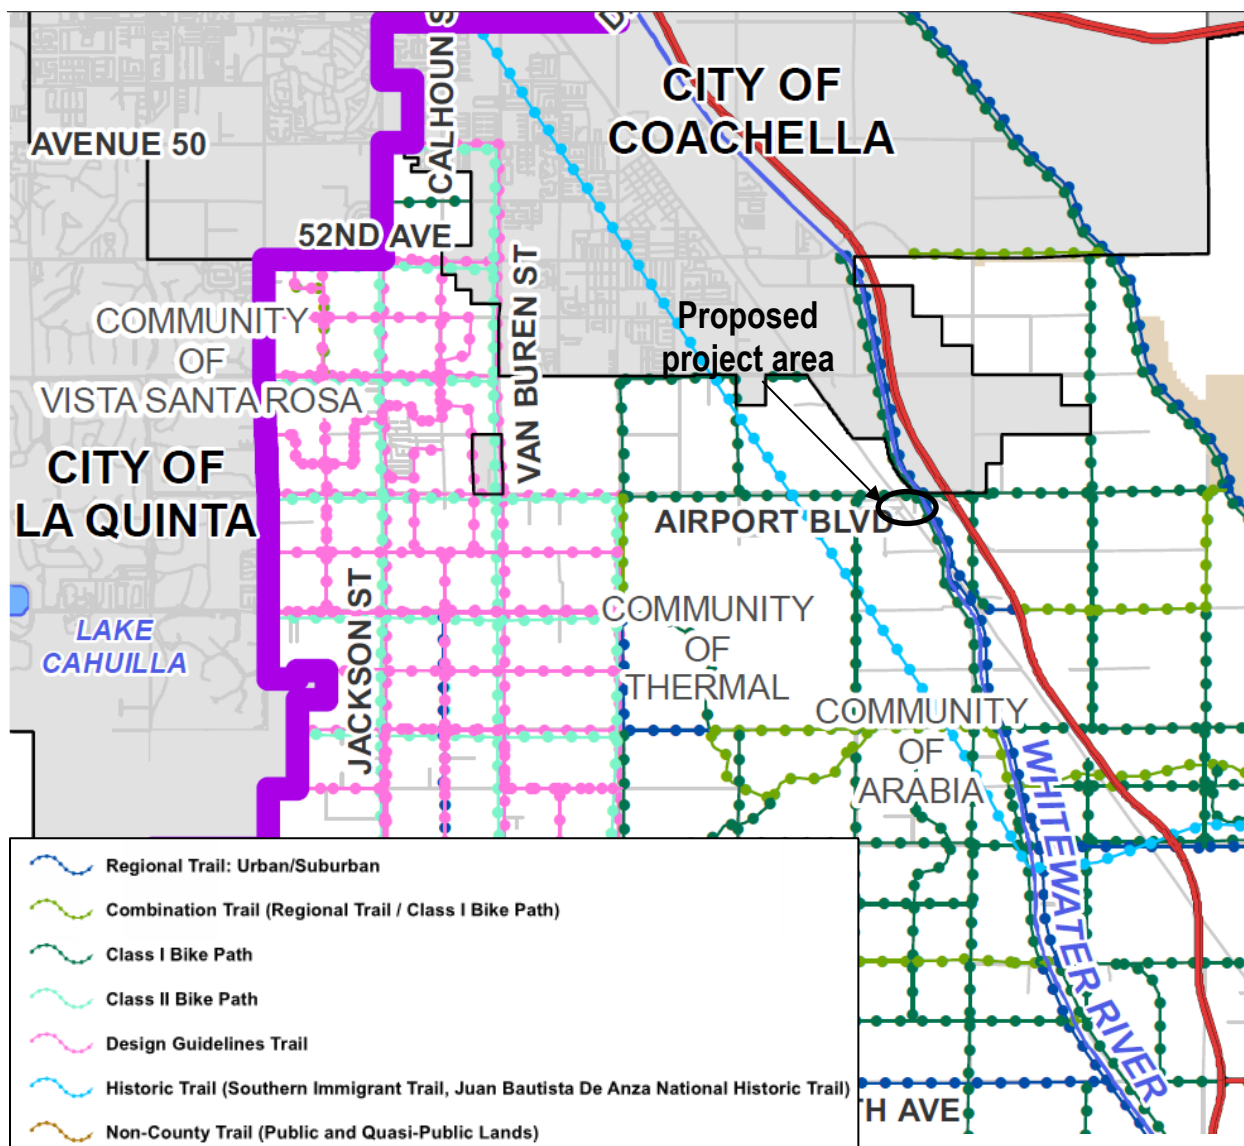 CITY OF
COACHELLA
CALHOUN S
AVENUE 50
52ND AVE
VAN BUREN ST
Proposed
project area
COMMUNITY
OF
VISTA SANTA ROSA
CITY OF
LA QUINTA
AIRPORT BLVD
JACKSON ST
LAKE
CAHUILLA
COMMUNITY
OF
THERMAL
COMMUNITY
OF
ARABIA
WHITEWATER RIVER
Regional Trail: Urban/Suburban
Combination Trail (Regional Trail / Class I Bike Path)
Class I Bike Path
Class II Bike Path
Design Guidelines Trail
Historic Trail (Southern Immigrant Trail, Juan Bautista De Anza National Historic Trail)
Non-County Trail (Public and Quasi-Public Lands)
TH AVE